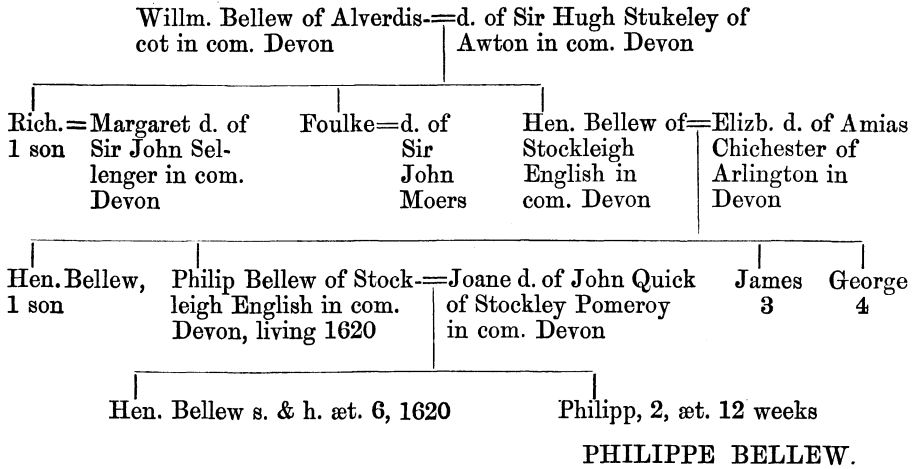 Willm. Bellew of Alverdis-=d. of Sir Hugh Stukeley of
cot in com. Devon Awton in com. Devon
Rich.=Margaret d. of Foulke=d. of Hen. Bellew of=Elizb. d. of Amias
1 son Sir John Sel- Sir Stockleigh Chichester of
lenger in com. John English in Arlington in
Devon Moers com. Devon Devon
Hen. Bellew, Philip Bellew of Stock-=Joane d. of John Quick James George
1 son leigh English in com. of Stockley Pomeroy 3 4
Devon, living 1620 in com. Devon
Hen. Bellew s. & h. æt. 6, 1620 Philipp, 2, æt. 12 weeks
PHILIPPE BELLEW.